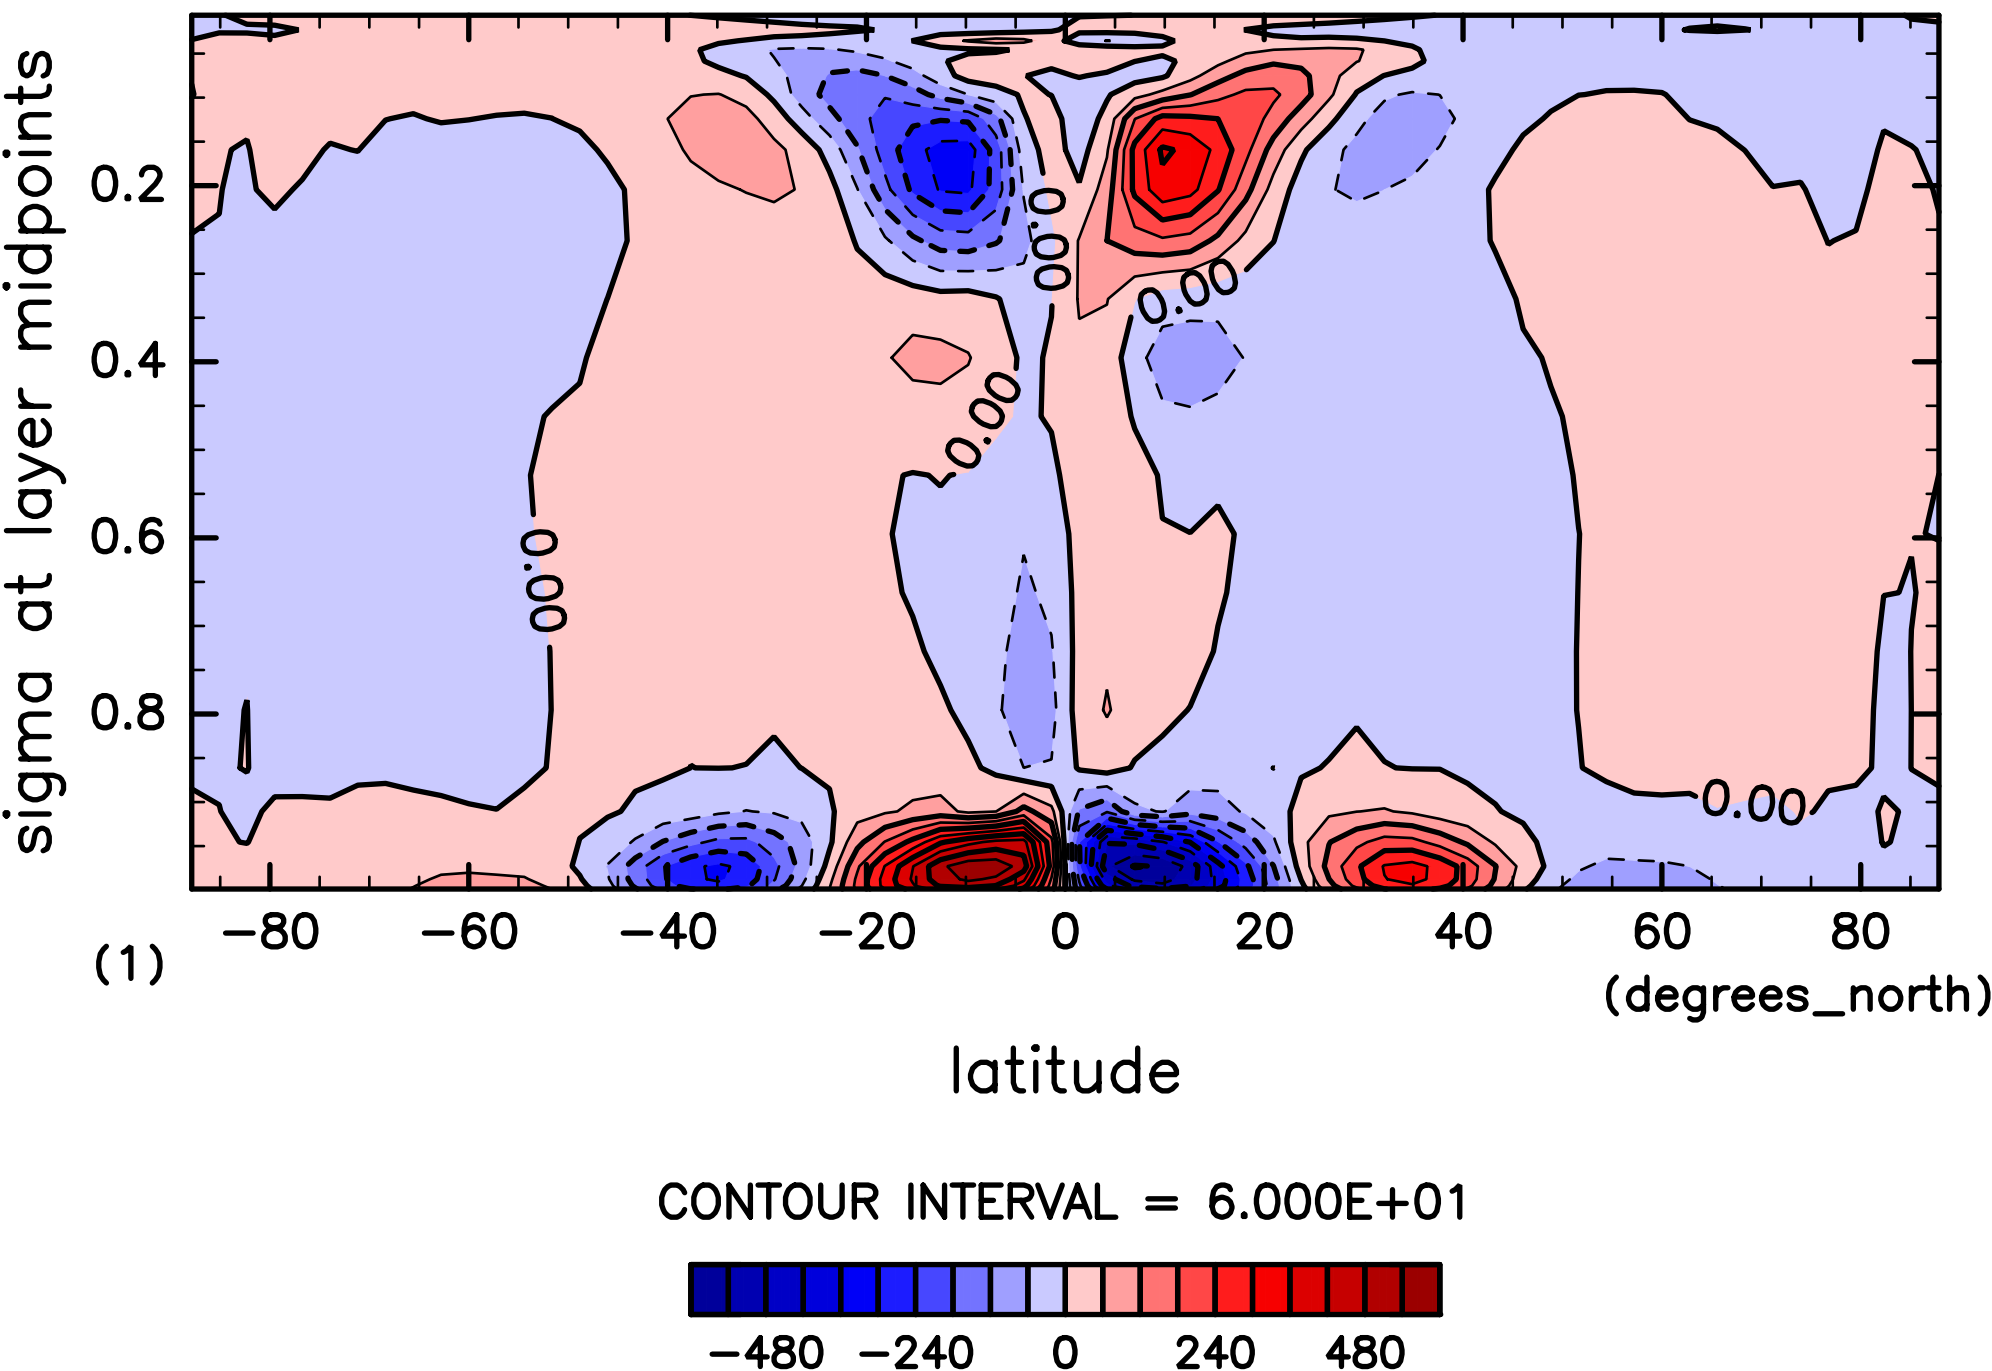 sigma at layer midpoints
0.2
0.4
0.6
0.8
0.00
0.00
0.00
0.00
0.00
−80 −60 −40 −20 0 20 40 60 80
(1)
(degrees_north)
latitude
CONTOUR INTERVAL = 6.000E+01
−480 −240 0 240 480